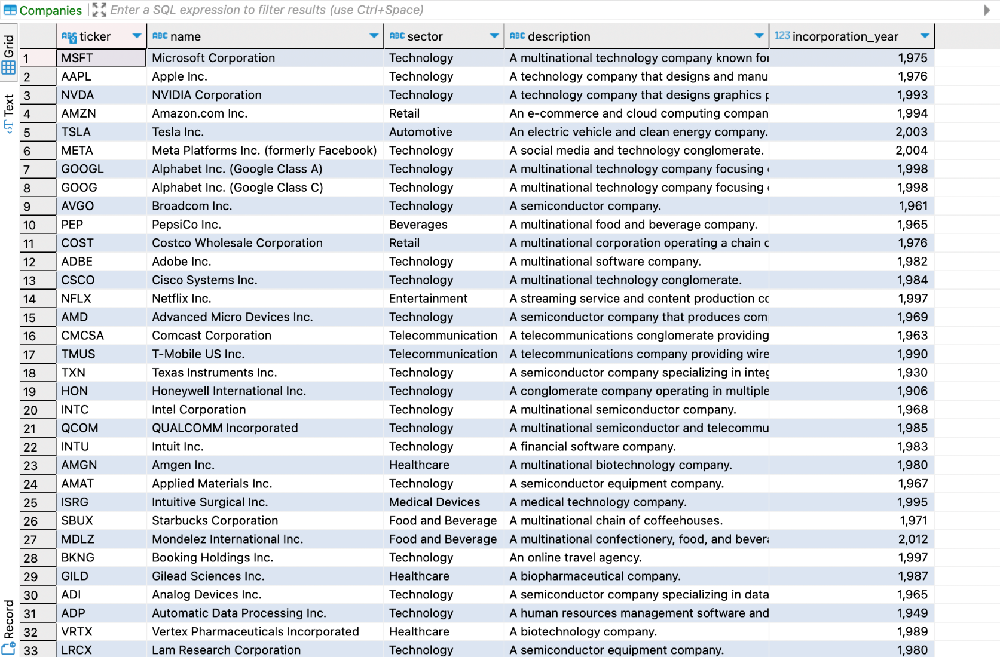 Companies Enter a SQL expression to filter results (use Ctrl+Space)
Grid
Text
Record
ABC ticker ABC name ABC sector ABC description 123 incorporation_year
1 MSFT Microsoft Corporation Technology A multinational technology company known for 1,975
2 AAPL Apple Inc. Technology A technology company that designs and manu 1,976
3 NVDA NVIDIA Corporation Technology A technology company that designs graphics p 1,993
4 AMZN Amazon.com Inc. Retail An e-commerce and cloud computing compan 1,994
5 TSLA Tesla Inc. Automotive An electric vehicle and clean energy company. 2,003
6 META Meta Platforms Inc. (formerly Facebook) Technology A social media and technology conglomerate. 2,004
7 GOOGL Alphabet Inc. (Google Class A) Technology A multinational technology company focusing 1,998
8 GOOG Alphabet Inc. (Google Class C) Technology A multinational technology company focusing 1,998
9 AVGO Broadcom Inc. Technology A semiconductor company. 1,961
10 PEP PepsiCo Inc. Beverages A multinational food and beverage company. 1,965
11 COST Costco Wholesale Corporation Retail A multinational corporation operating a chain 1,976
12 ADBE Adobe Inc. Technology A multinational software company. 1,982
13 CSCO Cisco Systems Inc. Technology A multinational technology conglomerate. 1,984
14 NFLX Netflix Inc. Entertainment A streaming service and content production co 1,997
15 AMD Advanced Micro Devices Inc. Technology A semiconductor company that produces com 1,969
16 CMCSA Comcast Corporation Telecommunication A telecommunications conglomerate providing 1,963
17 TMUS T-Mobile US Inc. Telecommunication A telecommunications company providing wire 1,990
18 TXN Texas Instruments Inc. Technology A semiconductor company specializing in integ 1,930
19 HON Honeywell International Inc. Technology A conglomerate company operating in multiple 1,906
20 INTC Intel Corporation Technology A multinational semiconductor company. 1,968
21 QCOM QUALCOMM Incorporated Technology A multinational semiconductor and telecommu 1,985
22 INTU Intuit Inc. Technology A financial software company. 1,983
23 AMGN Amgen Inc. Healthcare A multinational biotechnology company. 1,980
24 AMAT Applied Materials Inc. Technology A semiconductor equipment company. 1,967
25 ISRG Intuitive Surgical Inc. Medical Devices A medical technology company. 1,995
26 SBUX Starbucks Corporation Food and Beverage A multinational chain of coffeehouses. 1,971
27 MDLZ Mondelez International Inc. Food and Beverage A multinational confectionery, food, and bevera 2,012
28 BKNG Booking Holdings Inc. Technology An online travel agency. 1,997
29 GILD Gilead Sciences Inc. Healthcare A biopharmaceutical company. 1,987
30 ADI Analog Devices Inc. Technology A semiconductor company specializing in data 1,965
31 ADP Automatic Data Processing Inc. Technology A human resources management software and 1,949
32 VRTX Vertex Pharmaceuticals Incorporated Healthcare A biotechnology company. 1,989
33 LRCX Lam Research Corporation Technology A semiconductor equipment company. 1,980